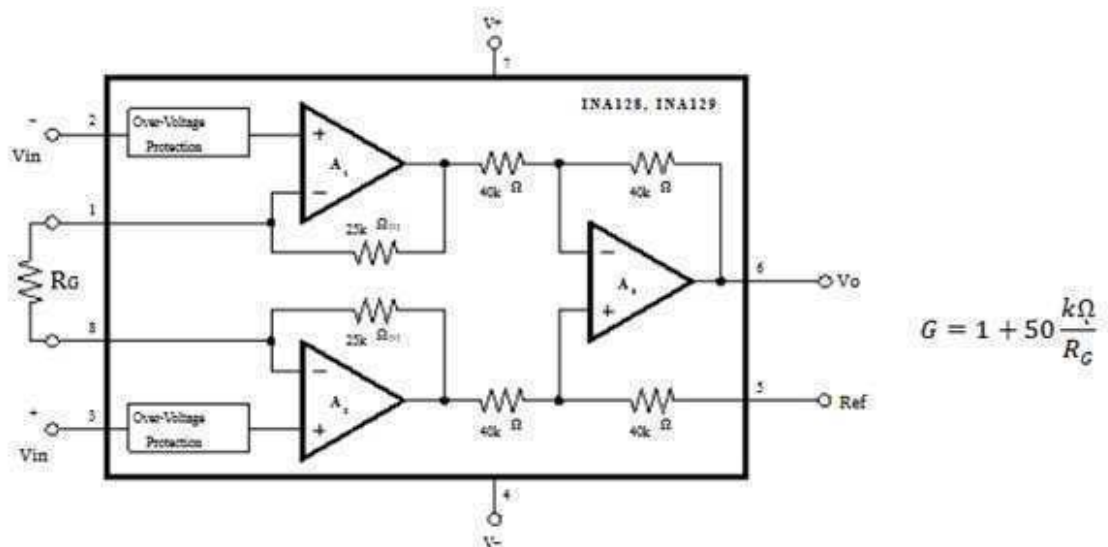 V+
7
INA128, INA129
-
Vin
2
Over-Voltage
Protection
+
A1
-
40k Ω
40k Ω
1
25k Ω
RG
-
A3
+
6
Vo
G = 1 + 50 kΩ/RG
8
25k Ω
-
A2
+
40k Ω
40k Ω
5
Ref
+
Vin
3
Over-Voltage
Protection
4
V-